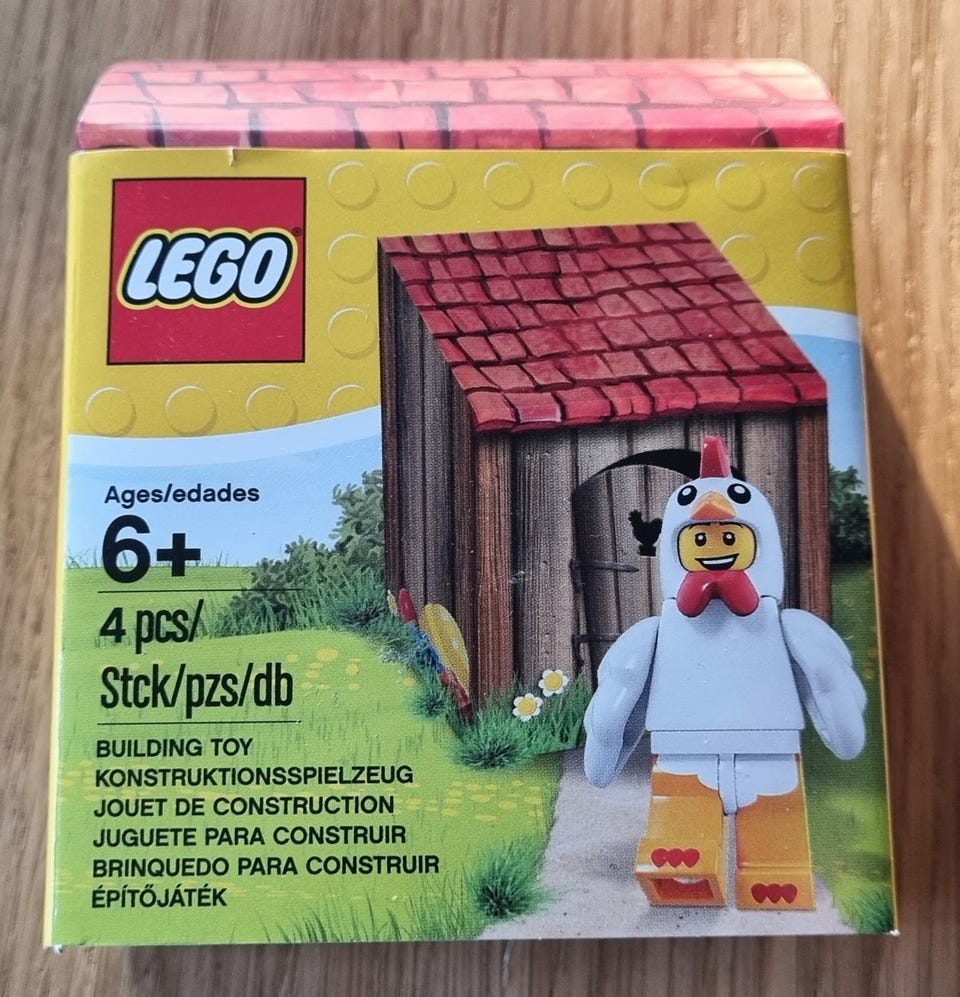 LEGO®
Ages/edades
6+
4 pcs/
Stck/pzs/db
BUILDING TOY
KONSTRUKTIONSSPIELZEUG
JOUET DE CONSTRUCTION
JUGUETE PARA CONSTRUIR
BRINQUEDO PARA CONSTRUIR
ÉPÍTŐJÁTÉK